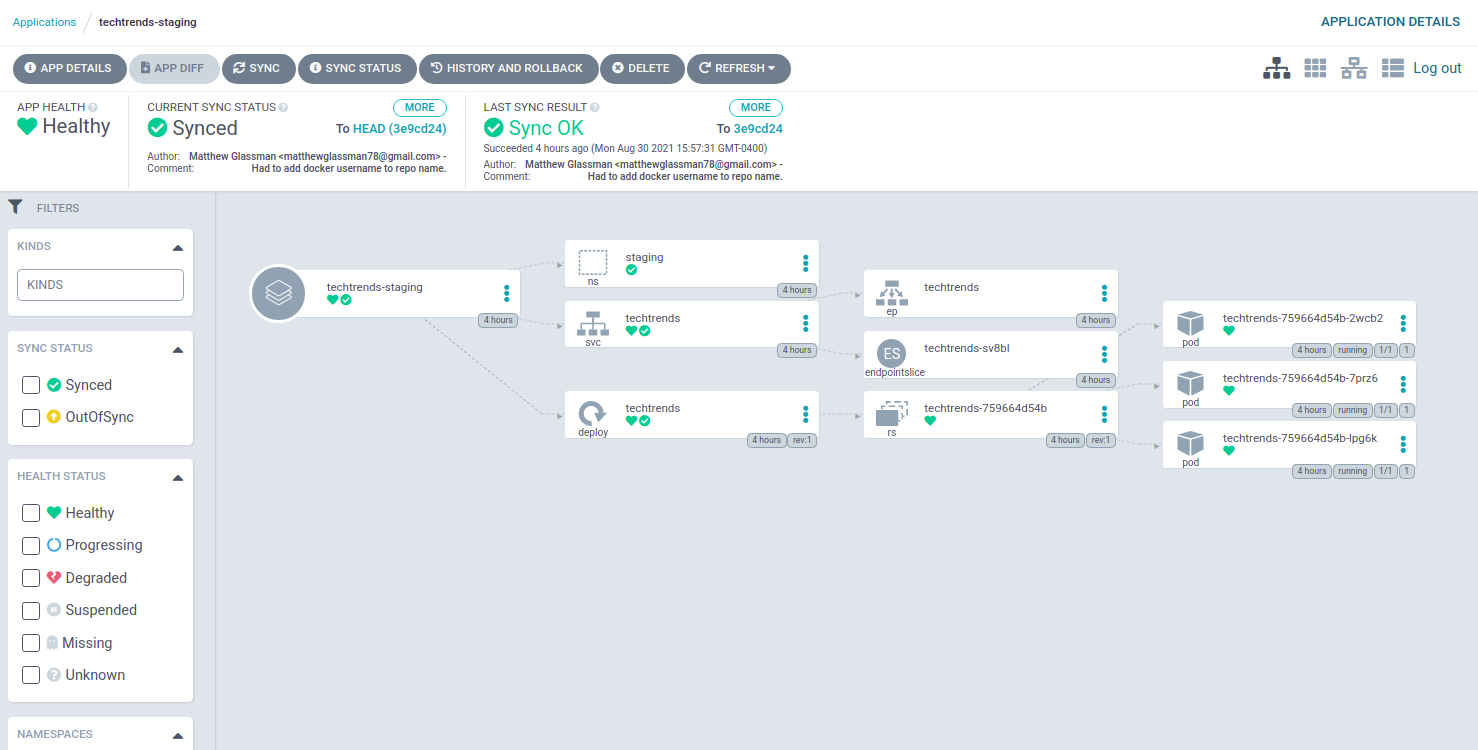 Applications / techtrends-staging
APPLICATION DETAILS
APP DETAILS
APP DIFF
SYNC
SYNC STATUS
HISTORY AND ROLLBACK
DELETE
REFRESH
Log out
APP HEALTH
Healthy
CURRENT SYNC STATUS
MORE
Synced
To HEAD (3e9cd24)
Author: Matthew Glassman <matthewglassman78@gmail.com> -
Comment: Had to add docker username to repo name.
LAST SYNC RESULT
MORE
Sync OK
To 3e9cd24
Succeeded 4 hours ago (Mon Aug 30 2021 15:57:31 GMT-0400)
Author: Matthew Glassman <matthewglassman78@gmail.com> -
Comment: Had to add docker username to repo name.
FILTERS
KINDS
KINDS
SYNC STATUS
Synced
OutOfSync
HEALTH STATUS
Healthy
Progressing
Degraded
Suspended
Missing
Unknown
NAMESPACES
techtrends-staging
4 hours
staging
ns
4 hours
techtrends
svc
4 hours
techtrends
deploy
4 hours rev:1
techtrends
ep
4 hours
ES
techtrends-sv8bl
endpointslice
4 hours
techtrends-759664d54b
rs
4 hours rev:1
techtrends-759664d54b-2wcb2
pod
4 hours running 1/1 1
techtrends-759664d54b-7prz6
pod
4 hours running 1/1 1
techtrends-759664d54b-lpg6k
pod
4 hours running 1/1 1